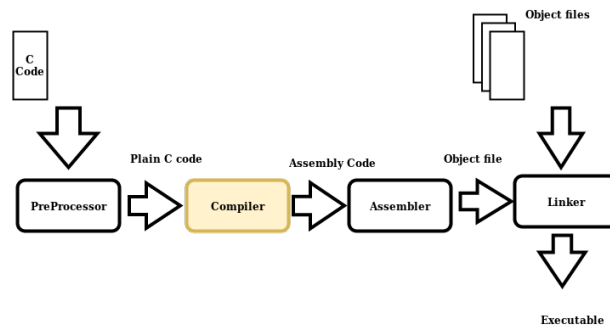 Object files
C
Code
Plain C code
Assembly Code
Object file
PreProcessor
Compiler
Assembler
Linker
Executable